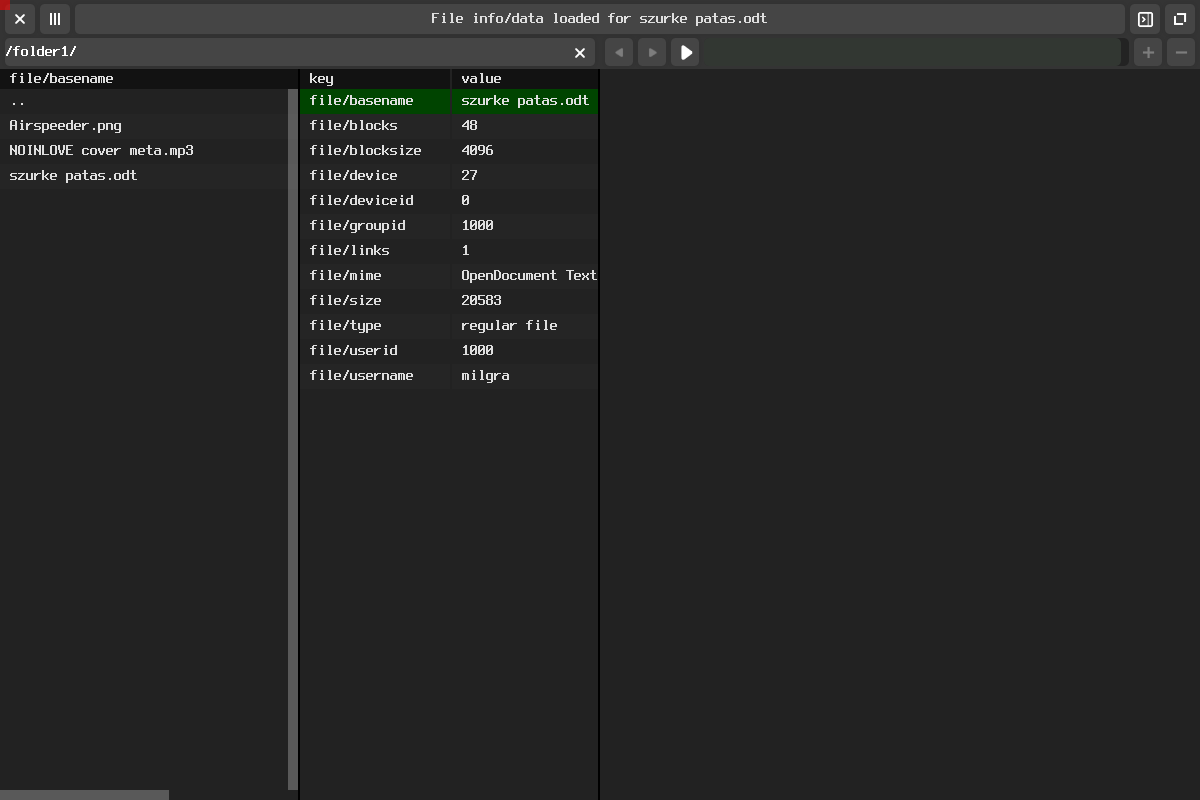 File info/data loaded for szurke patas.odt
/folder1/
file/basename
..
Airspeeder.png
NOINLOVE cover meta.mp3
szurke patas.odt
key value
file/basename szurke patas.odt
file/blocks 48
file/blocksize 4096
file/device 27
file/deviceid 0
file/groupid 1000
file/links 1
file/mime OpenDocument Text
file/size 20583
file/type regular file
file/userid 1000
file/username milgra